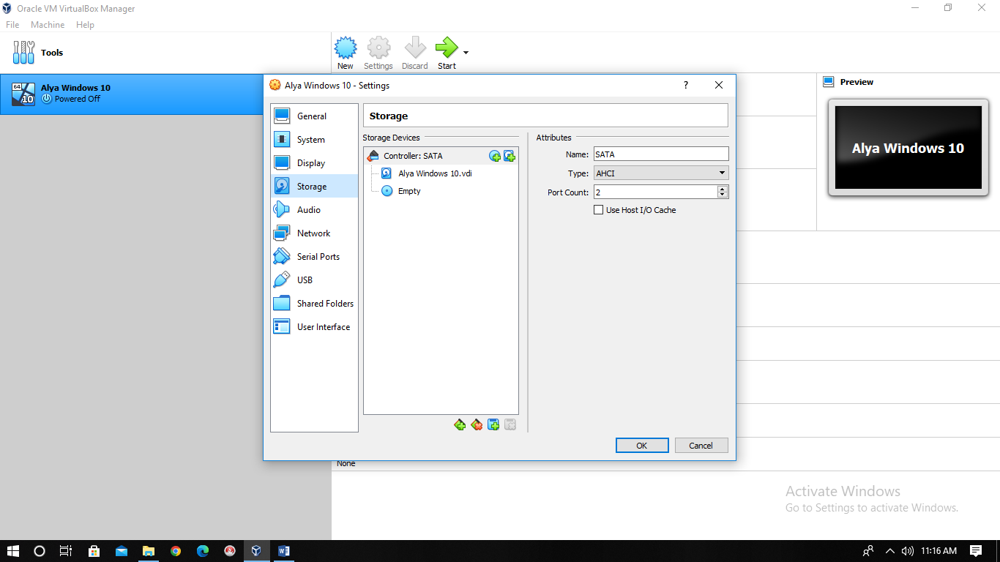 Oracle VM VirtualBox Manager
File Machine Help
Tools
New Settings Discard Start
64
10
Alya Windows 10
Powered Off
Alya Windows 10 - Settings
?
General
System
Display
Storage
Audio
Network
Serial Ports
USB
Shared Folders
User Interface
Storage
Storage Devices
Controller: SATA
Alya Windows 10.vdi
Empty
Attributes
Name: SATA
Type: AHCI
Port Count: 2
Use Host I/O Cache
OK Cancel
Preview
Alya Windows 10
None
Activate Windows
Go to Settings to activate Windows.
11:16 AM